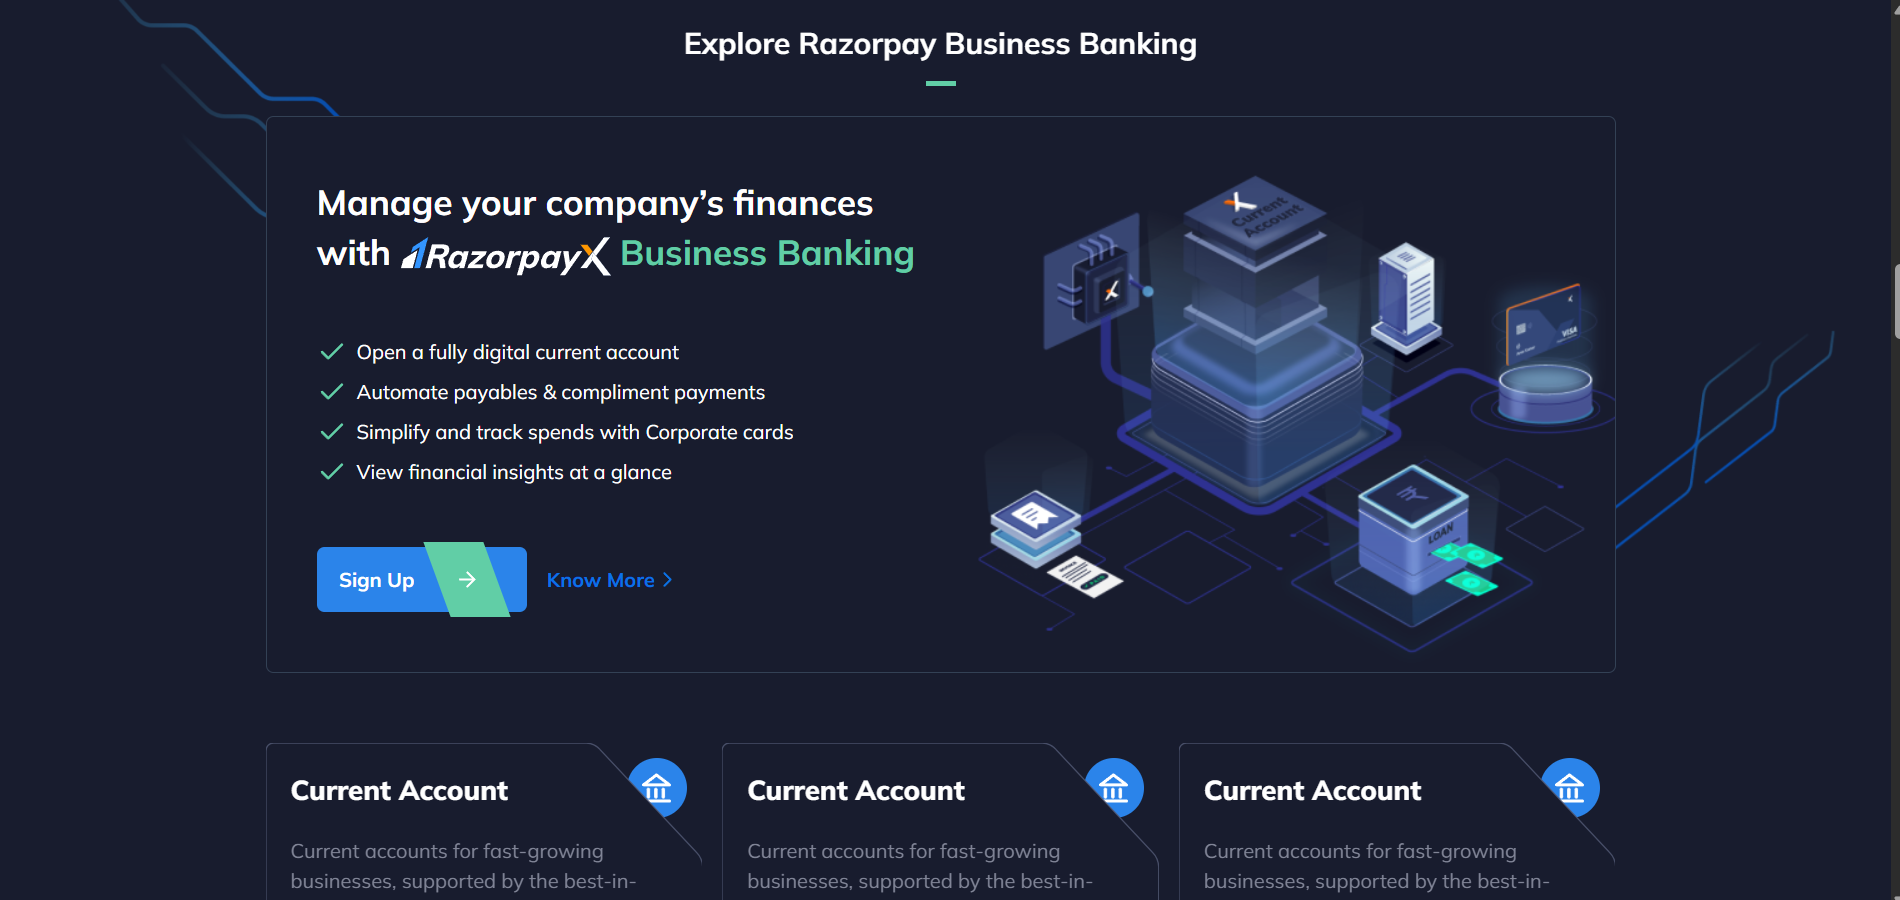 Explore Razorpay Business Banking
Manage your company’s finances
with RazorpayX Business Banking
Open a fully digital current account
Automate payables & compliment payments
Simplify and track spends with Corporate cards
View financial insights at a glance
Sign Up
Know More
Current Account
VISA
LOAN
Current Account
Current accounts for fast-growing
businesses, supported by the best-in-
Current Account
Current accounts for fast-growing
businesses, supported by the best-in-
Current Account
Current accounts for fast-growing
businesses, supported by the best-in-